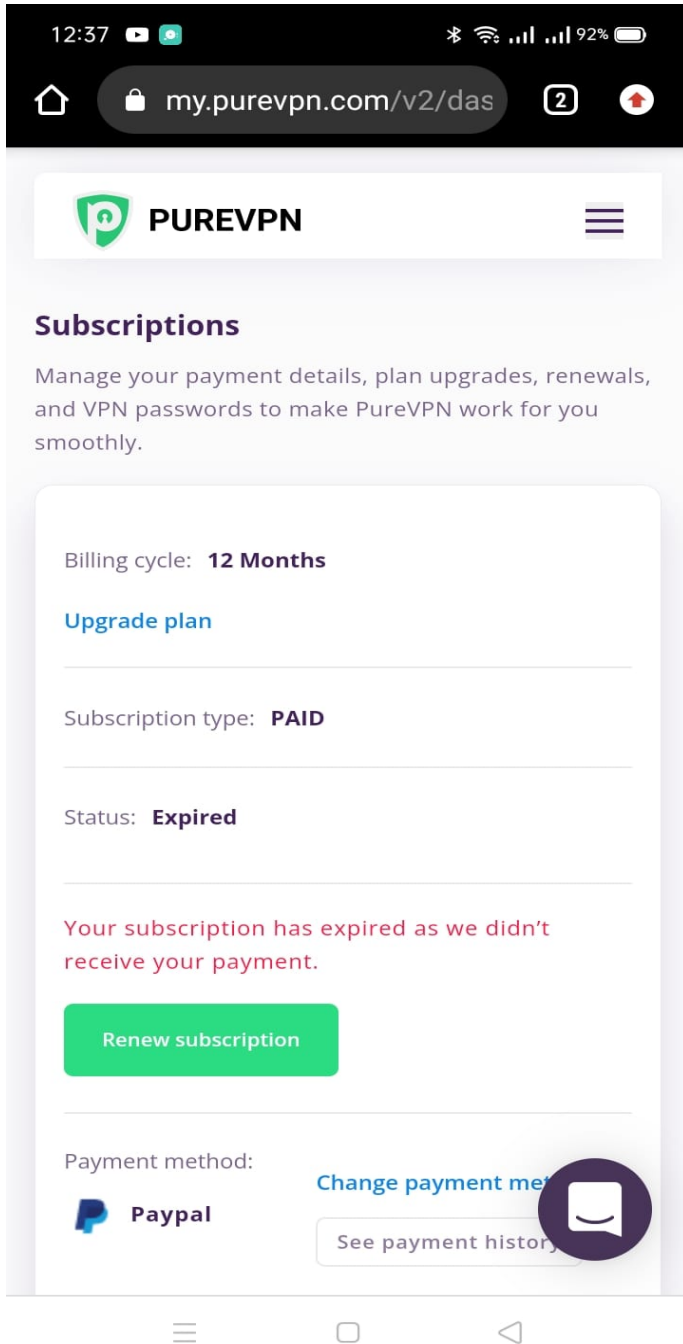 12:37
92%
my.purevpn.com/v2/das
2
PUREVPN
Subscriptions
Manage your payment details, plan upgrades, renewals,
and VPN passwords to make PureVPN work for you
smoothly.
Billing cycle: 12 Months
Upgrade plan
Subscription type: PAID
Status: Expired
Your subscription has expired as we didn't
receive your payment.
Renew subscription
Payment method:
Change payment met
Paypal
See payment history